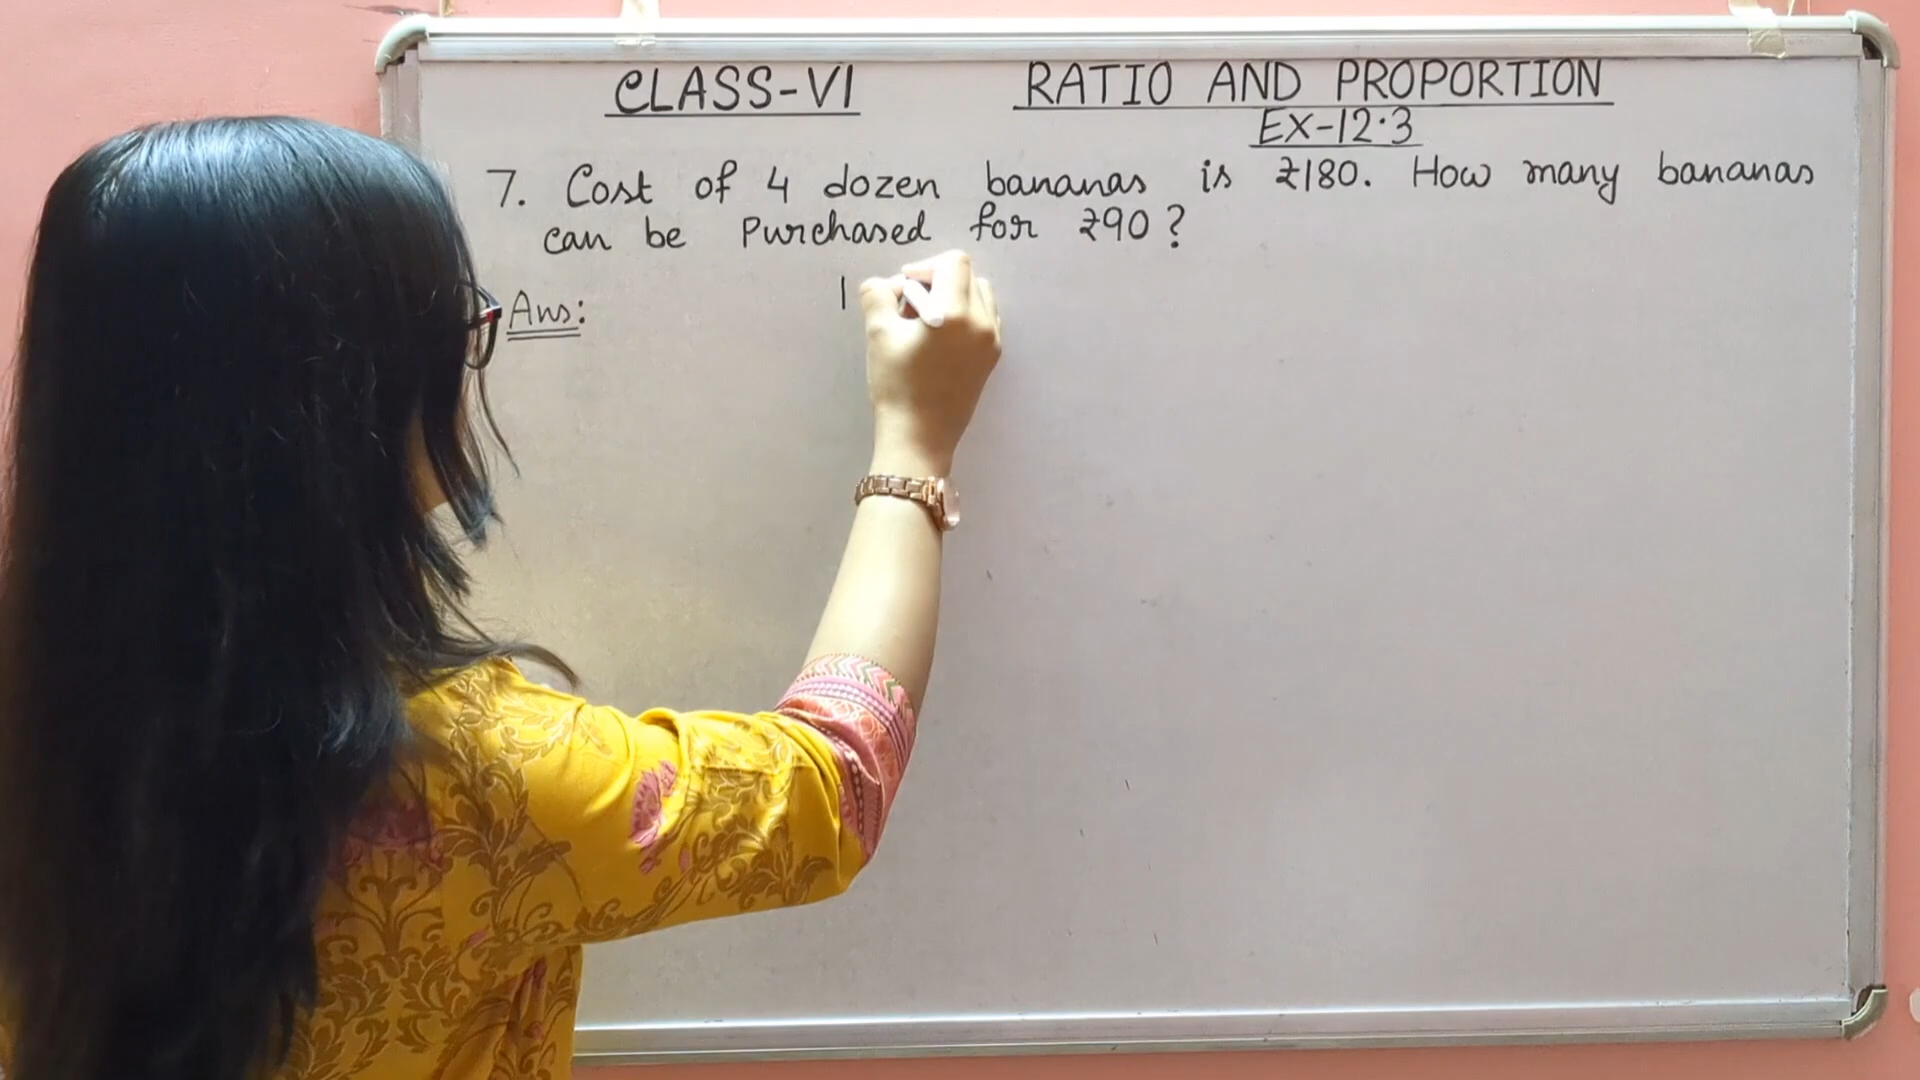 CLASS-VI RATIO AND PROPORTION
EX-12.3
7. Cost of 4 dozen bananas is ₹180. How many bananas
can be Purchased for ₹90?
Ans: 1